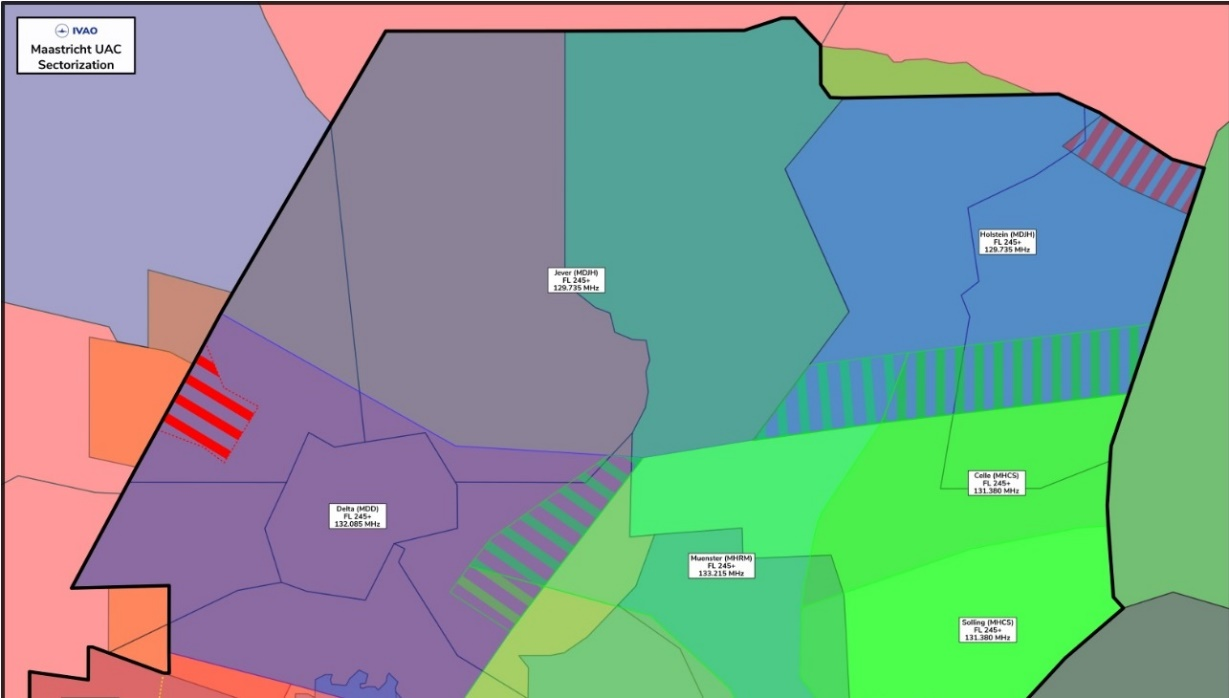 IVAO
Maastricht UAC
Sectorization
Holstein (MDJH)
FL 245+
129.735 MHz
Jever (MDJH)
FL 245+
129.735 MHz
Celle (MHCS)
FL 245+
131.380 MHz
Delta (MDD)
FL 245+
132.085 MHz
Muenster (MHRM)
FL 245+
133.215 MHz
Solling (MHCS)
FL 245+
131.380 MHz